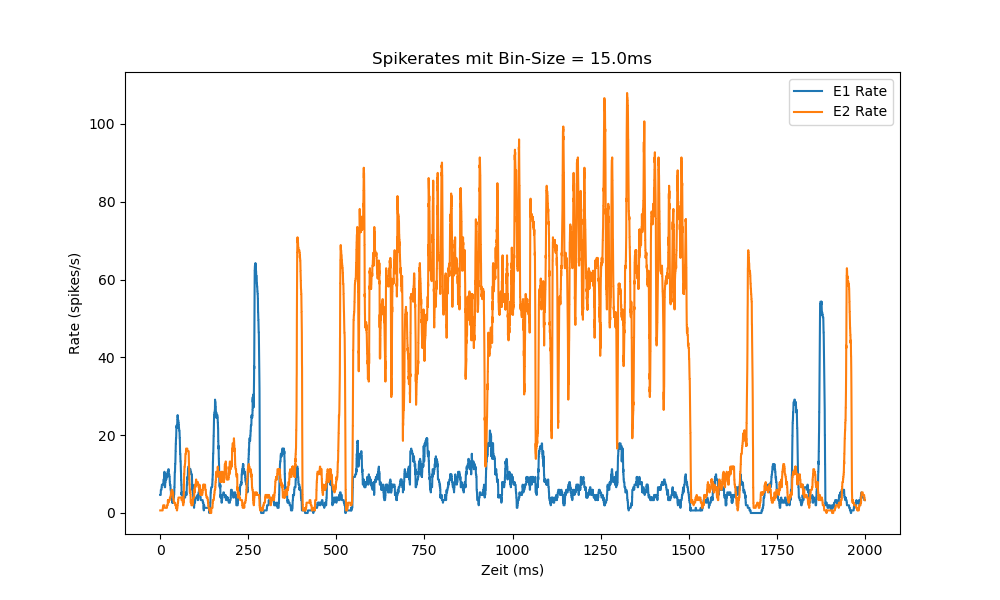 Spikerates mit Bin-Size = 15.0ms
E1 Rate
E2 Rate
100
80
60
40
20
0
Rate (spikes/s)
0 250 500 750 1000 1250 1500 1750 2000
Zeit (ms)